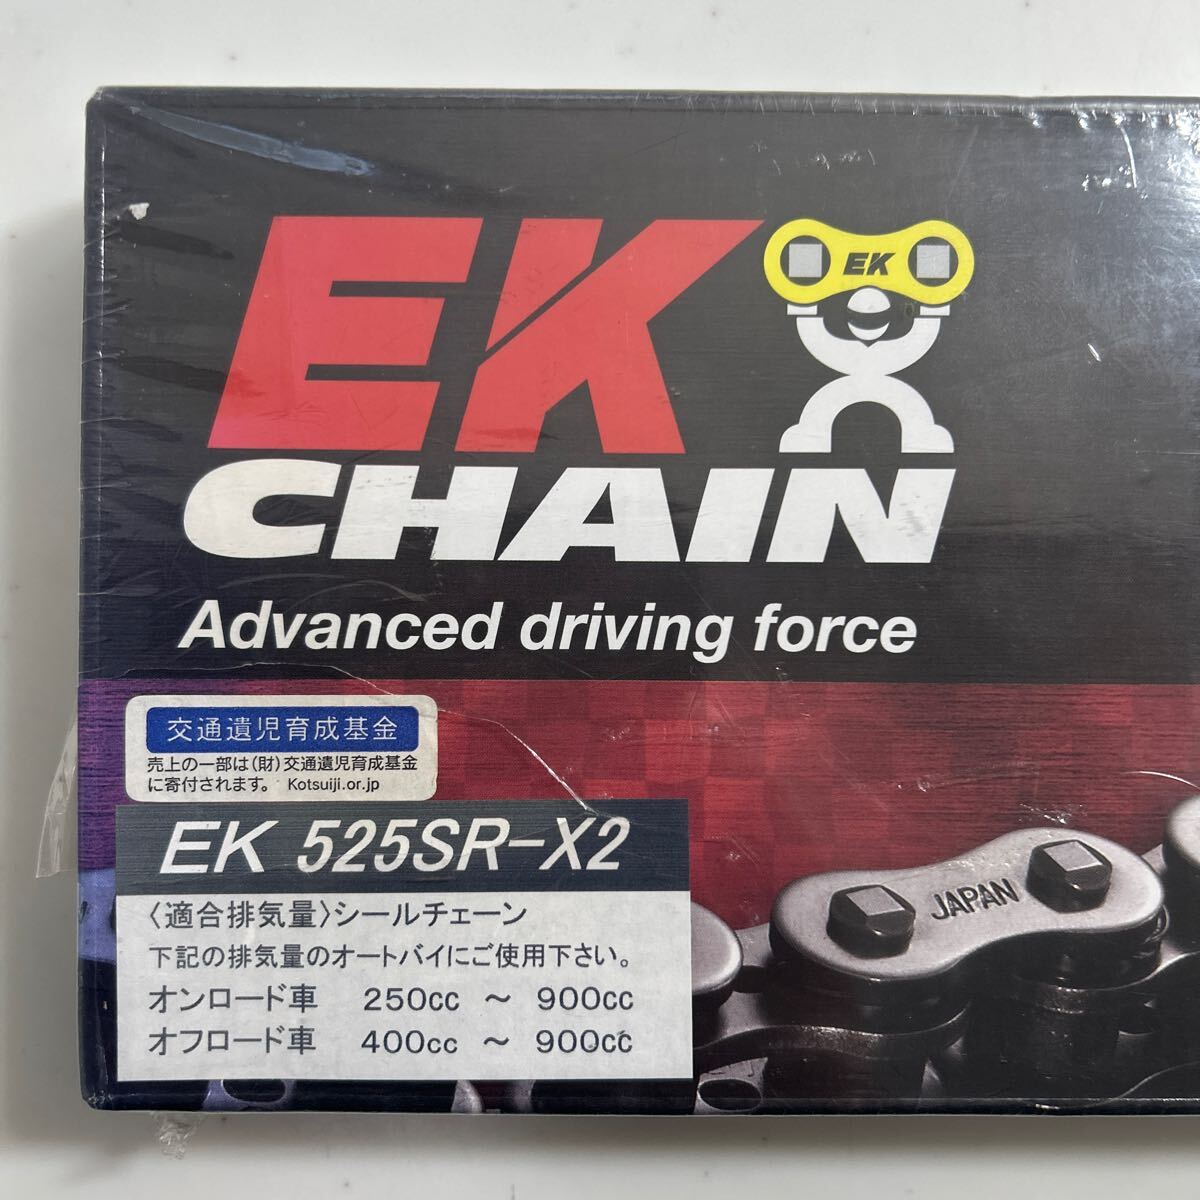 EK
EK
CHAIN
Advanced driving force
交通遺児育成基金
売上の一部は(財)交通遺児育成基金
に寄付されます。 Kotsuiji.or.jp
EK 525SR-X2
〈適合排気量〉シールチェーン
下記の排気量のオートバイにご使用下さい。
オンロード車 250cc ～ 900cc
オフロード車 400cc ～ 900cc
JAPAN